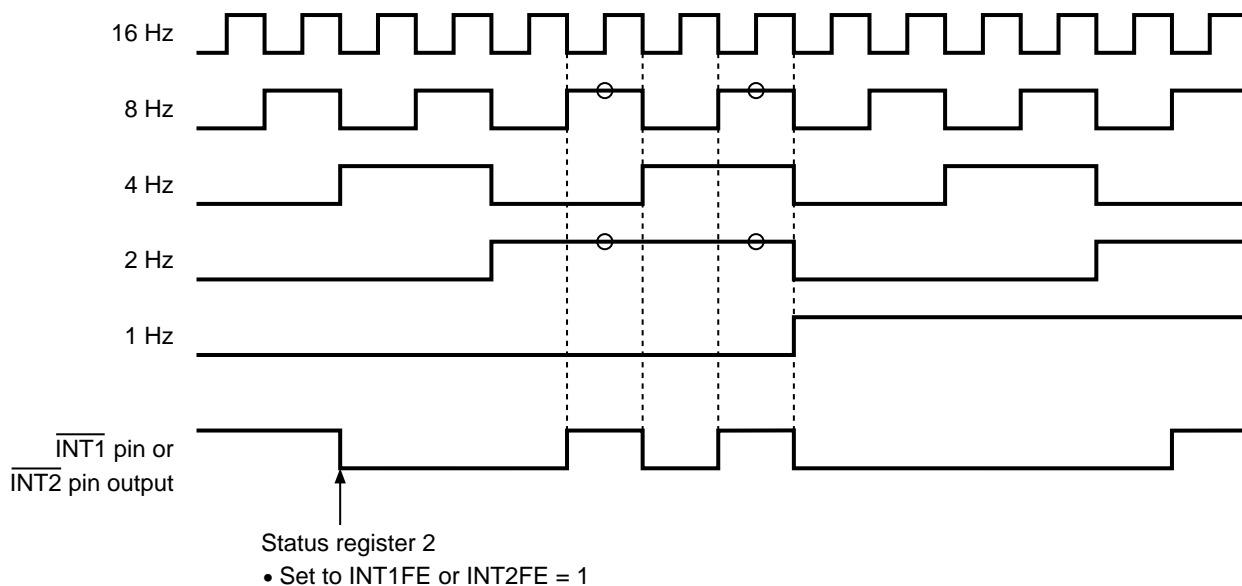 16 Hz
8 Hz
4 Hz
2 Hz
1 Hz
INT1 pin or
INT2 pin output
Status register 2
• Set to INT1FE or INT2FE = 1